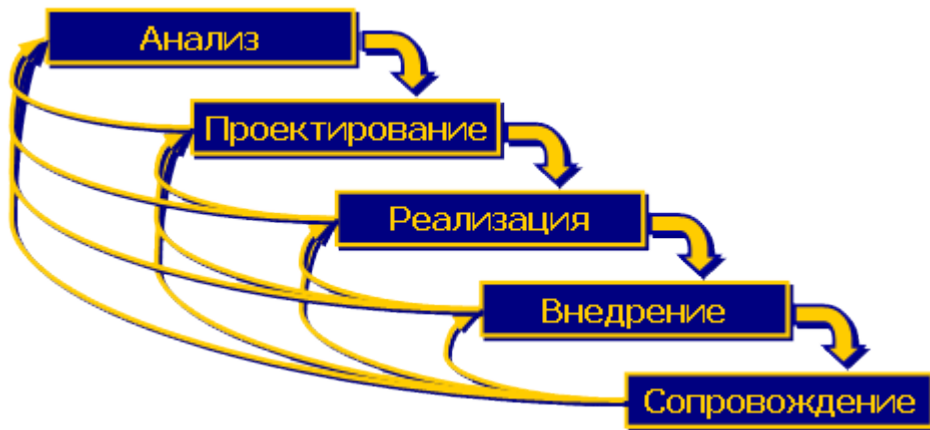 Анализ
Проектирование
Реализация
Внедрение
Сопровождение